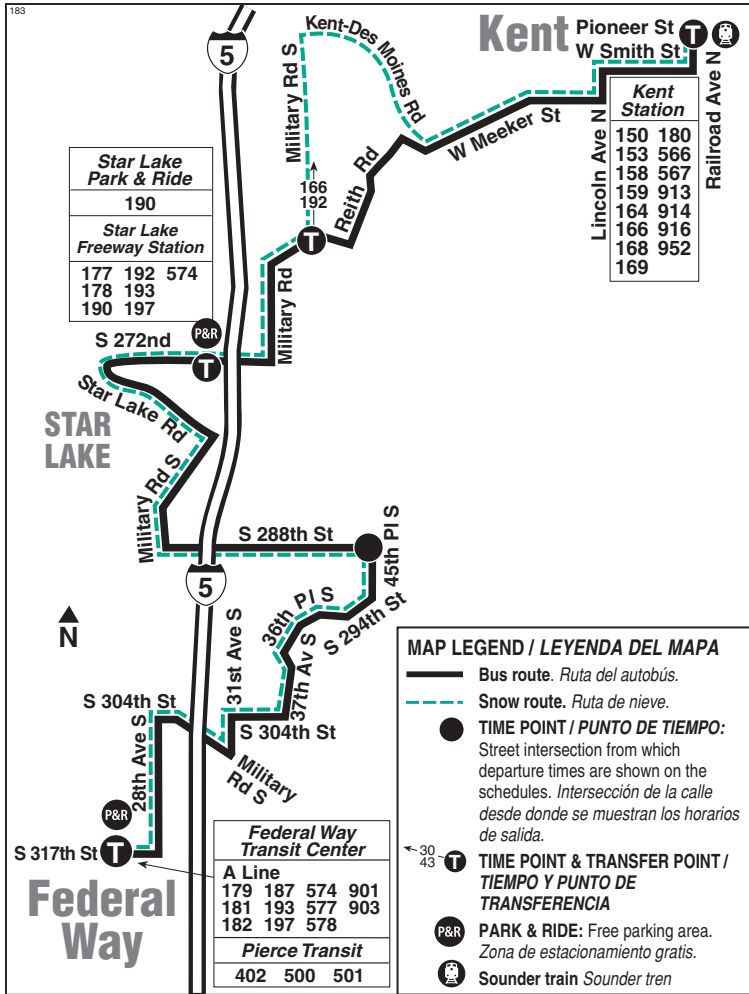 183
5
Kent-Des Moines Rd
Military Rd S
Kent
Pioneer St
W Smith St
T
Kent
Station
150 180
153 566
158 567
159 913
164 914
166 916
168 952
169
Lincoln Ave N
Railroad Ave N
W Meeker St
Reith Rd
166
192
T
Star Lake
Park & Ride
190
Star Lake
Freeway Station
177 192 574
178 193
190 197
Military Rd
P&R
S 272nd
T
Star Lake Rd
STAR
LAKE
Military Rd S
S 288th St
45th Pl S
5
36th Pl S
S 294th St
31st Ave S
37th Av S
N
S 304th St
S 304th St
28th Ave S
Military
Rd S
P&R
S 317th St
T
Federal
Way
Federal Way
Transit Center
A Line
179 187 574 901
181 193 577 903
182 197 578
Pierce Transit
402 500 501
MAP LEGEND / LEYENDA DEL MAPA
Bus route. Ruta del autobús.
Snow route. Ruta de nieve.
TIME POINT / PUNTO DE TIEMPO:
Street intersection from which
departure times are shown on the
schedules. Intersección de la calle
desde donde se muestran los horarios
de salida.
30
43
T
TIME POINT & TRANSFER POINT /
TIEMPO Y PUNTO DE
TRANSFERENCIA
P&R
PARK & RIDE: Free parking area.
Zona de estacionamiento gratis.
Sounder train Sounder tren